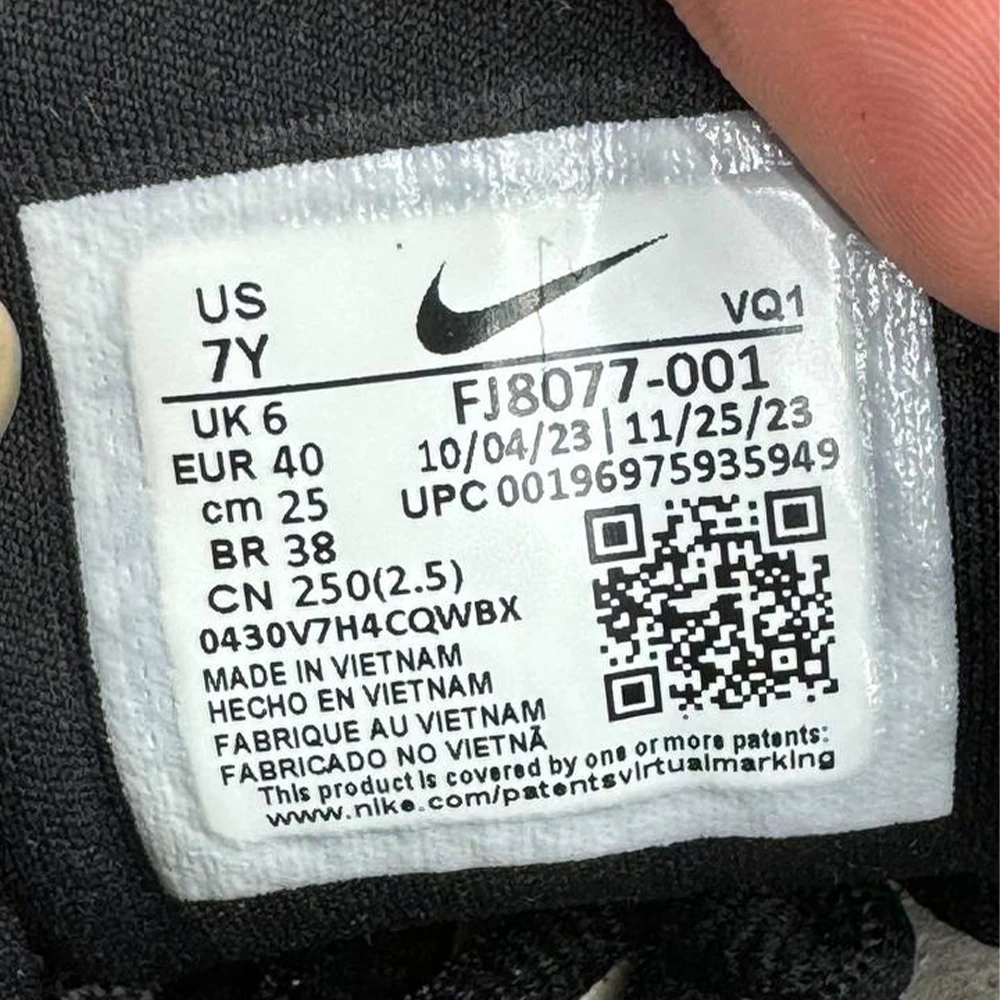 US
7Y
VQ1
UK 6
EUR 40
cm 25
BR 38
CN 250(2.5)
FJ8077-001
10/04/23 | 11/25/23
UPC 00196975935949
0430V7H4CQWBX
MADE IN VIETNAM
HECHO EN VIETNAM
FABRIQUE AU VIETNAM
FABRICADO NO VIETNÃ
This product is covered by one or more patents:
www.nike.com/patentsvirtualmarking